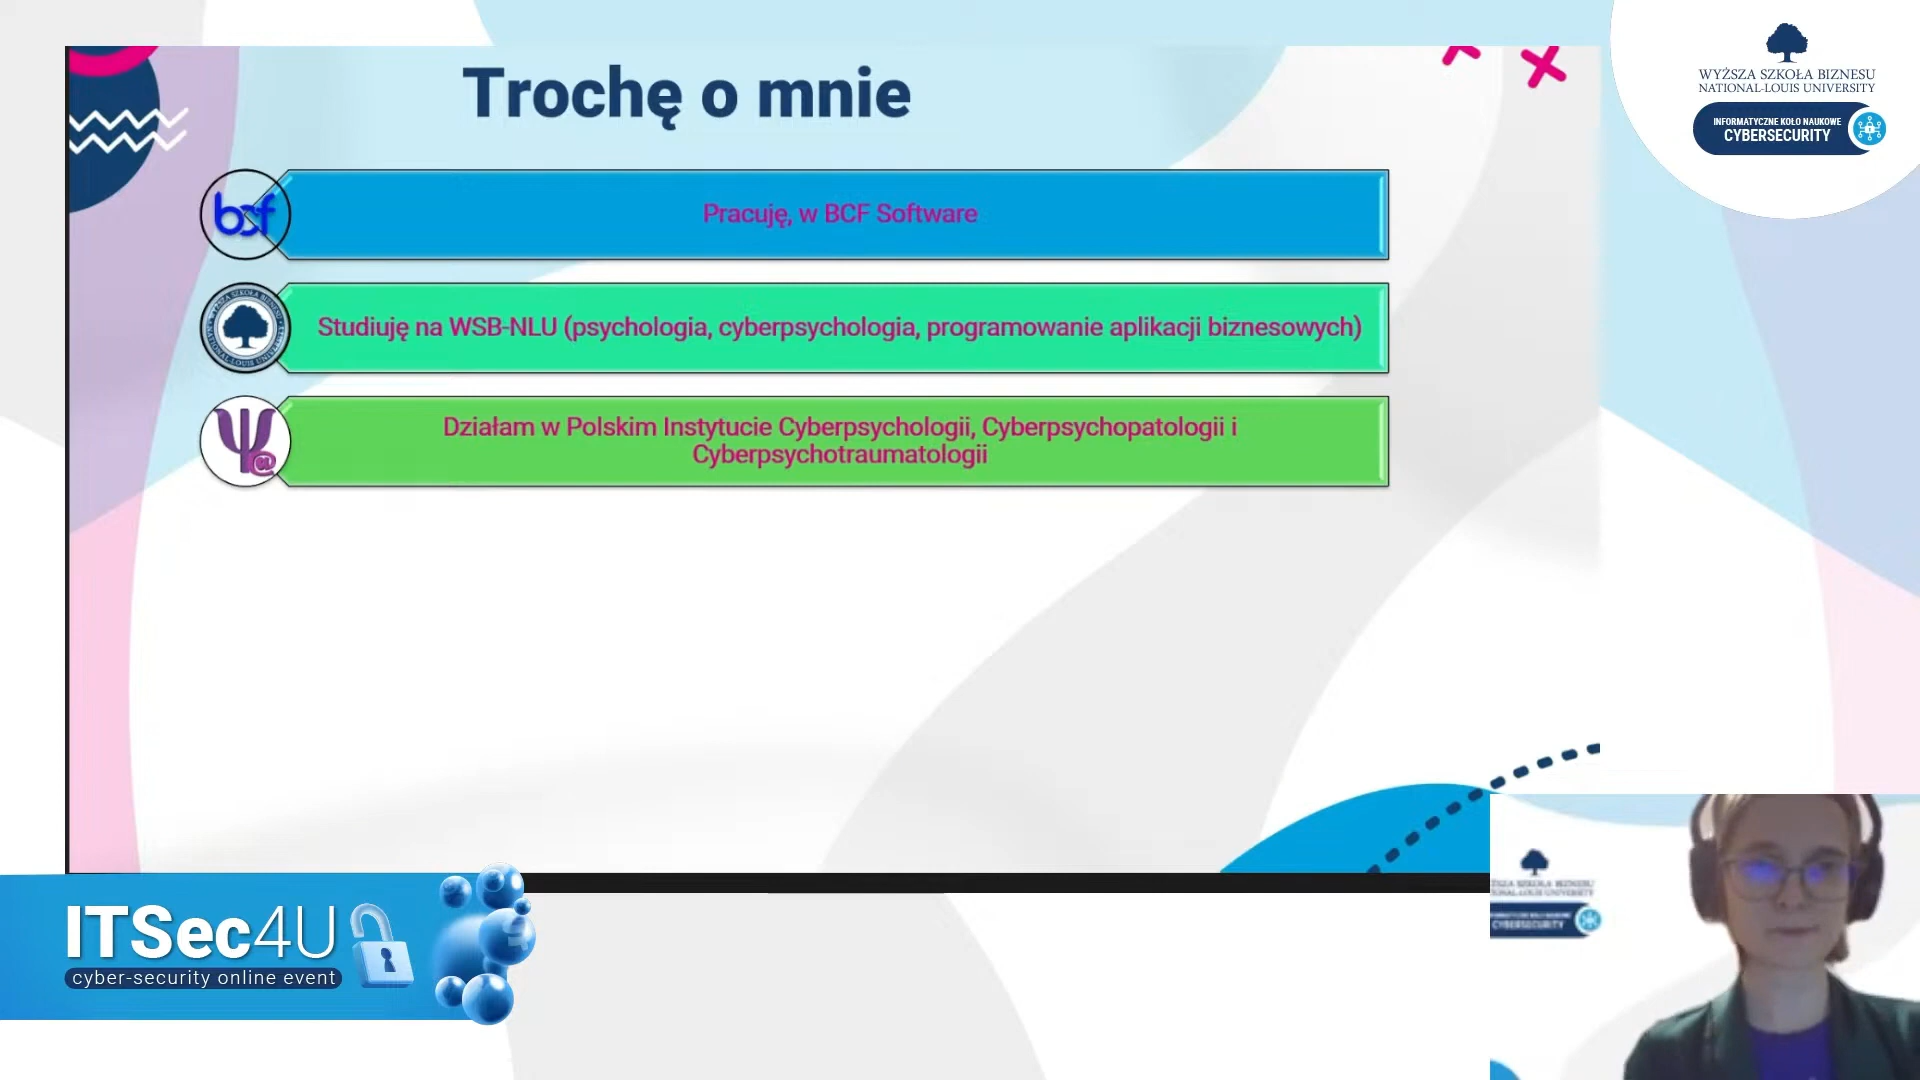 Trochę o mnie
WYŻSZA SZKOŁA BIZNESU
NATIONAL-LOUIS UNIVERSITY
INFORMATYCZNE KOŁO NAUKOWE
CYBERSECURITY
bcf
Pracuję, w BCF Software
Studiuję na WSB-NLU (psychologia, cyberpsychologia, programowanie aplikacji biznesowych)
Działam w Polskim Instytucie Cyberpsychologii, Cyberpsychopatologii i
Cyberpsychotraumatologii
ITSec4U
cyber-security online event